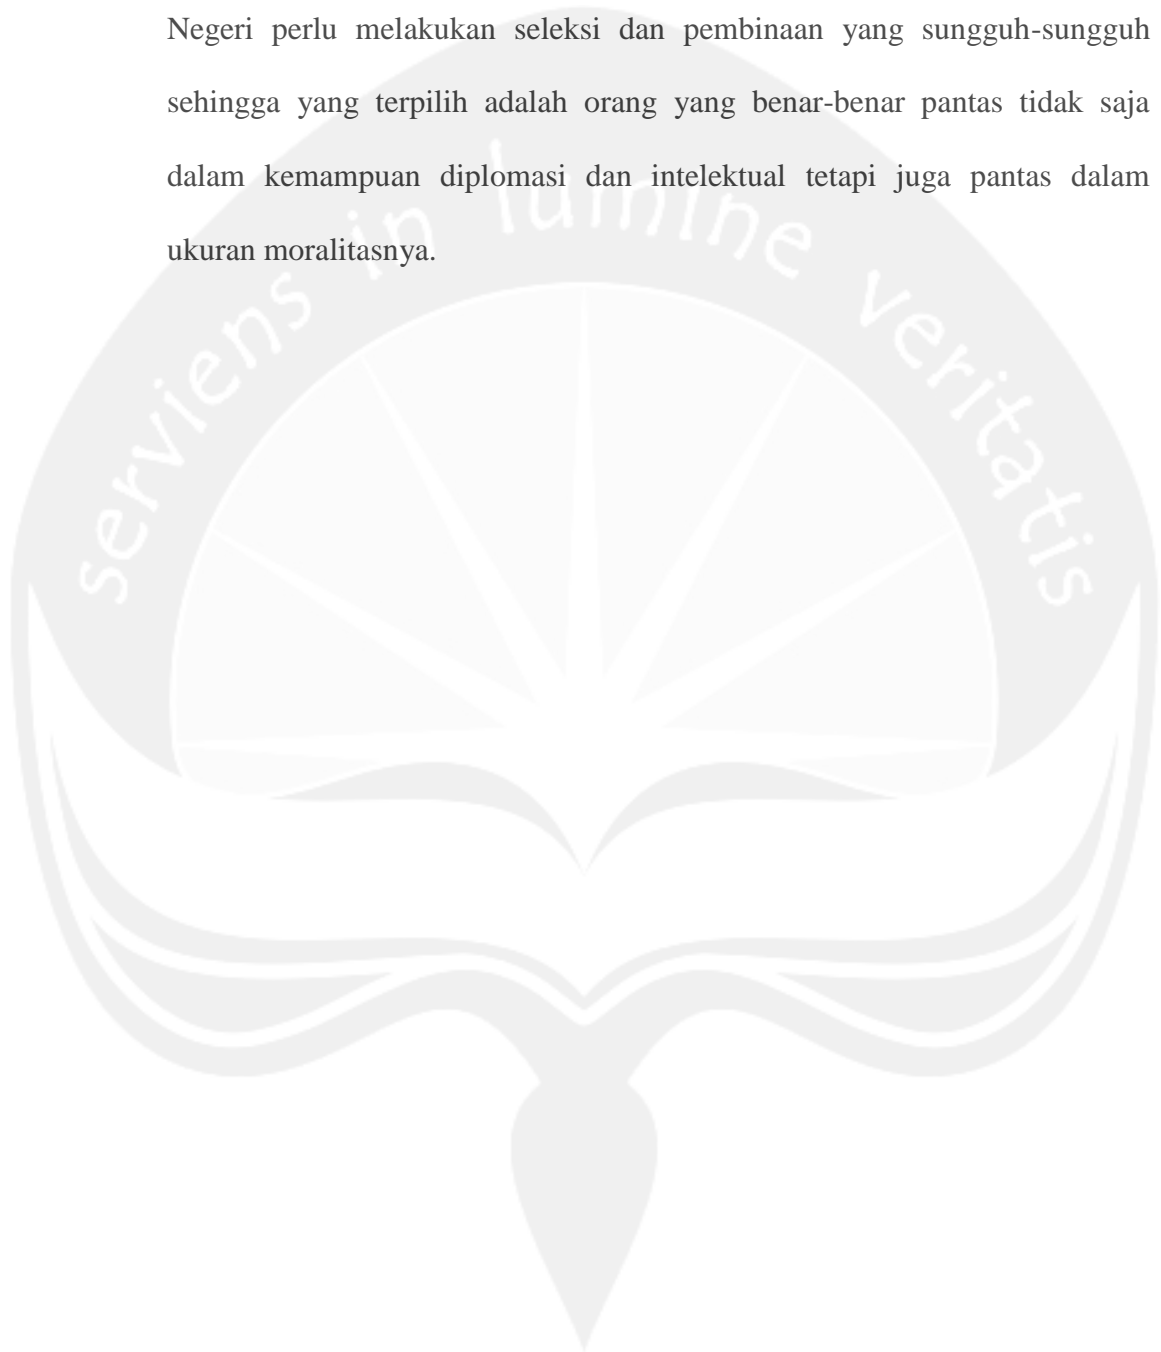 Negeri perlu melakukan seleksi dan pembinaan yang sungguh-sungguh
sehingga yang terpilih adalah orang yang benar-benar pantas tidak saja
dalam kemampuan diplomasi dan intelektual tetapi juga pantas dalam
ukuran moralitasnya.
serviens in lumine veritatis